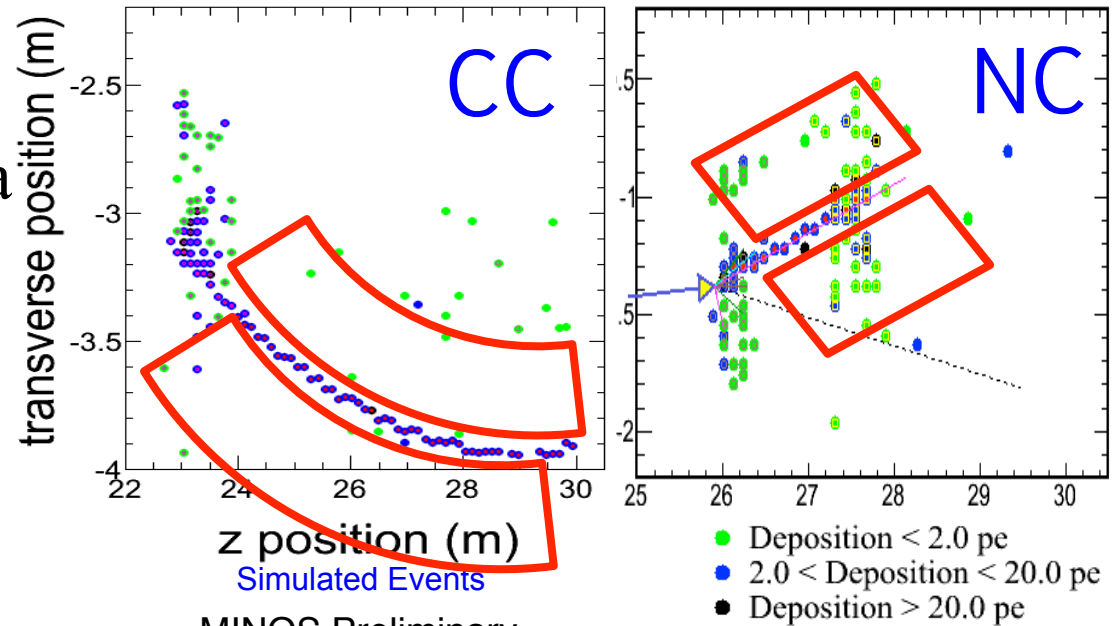 CC
NC
transverse position (m)
-2.5
-3
-3.5
-4
22 24 26 28 30
z position (m)
Simulated Events
MINOS Preliminary
.5
-1
.5
-2
25 26 27 28 29 30
Deposition < 2.0 pe
2.0 < Deposition < 20.0 pe
Deposition > 20.0 pe
a